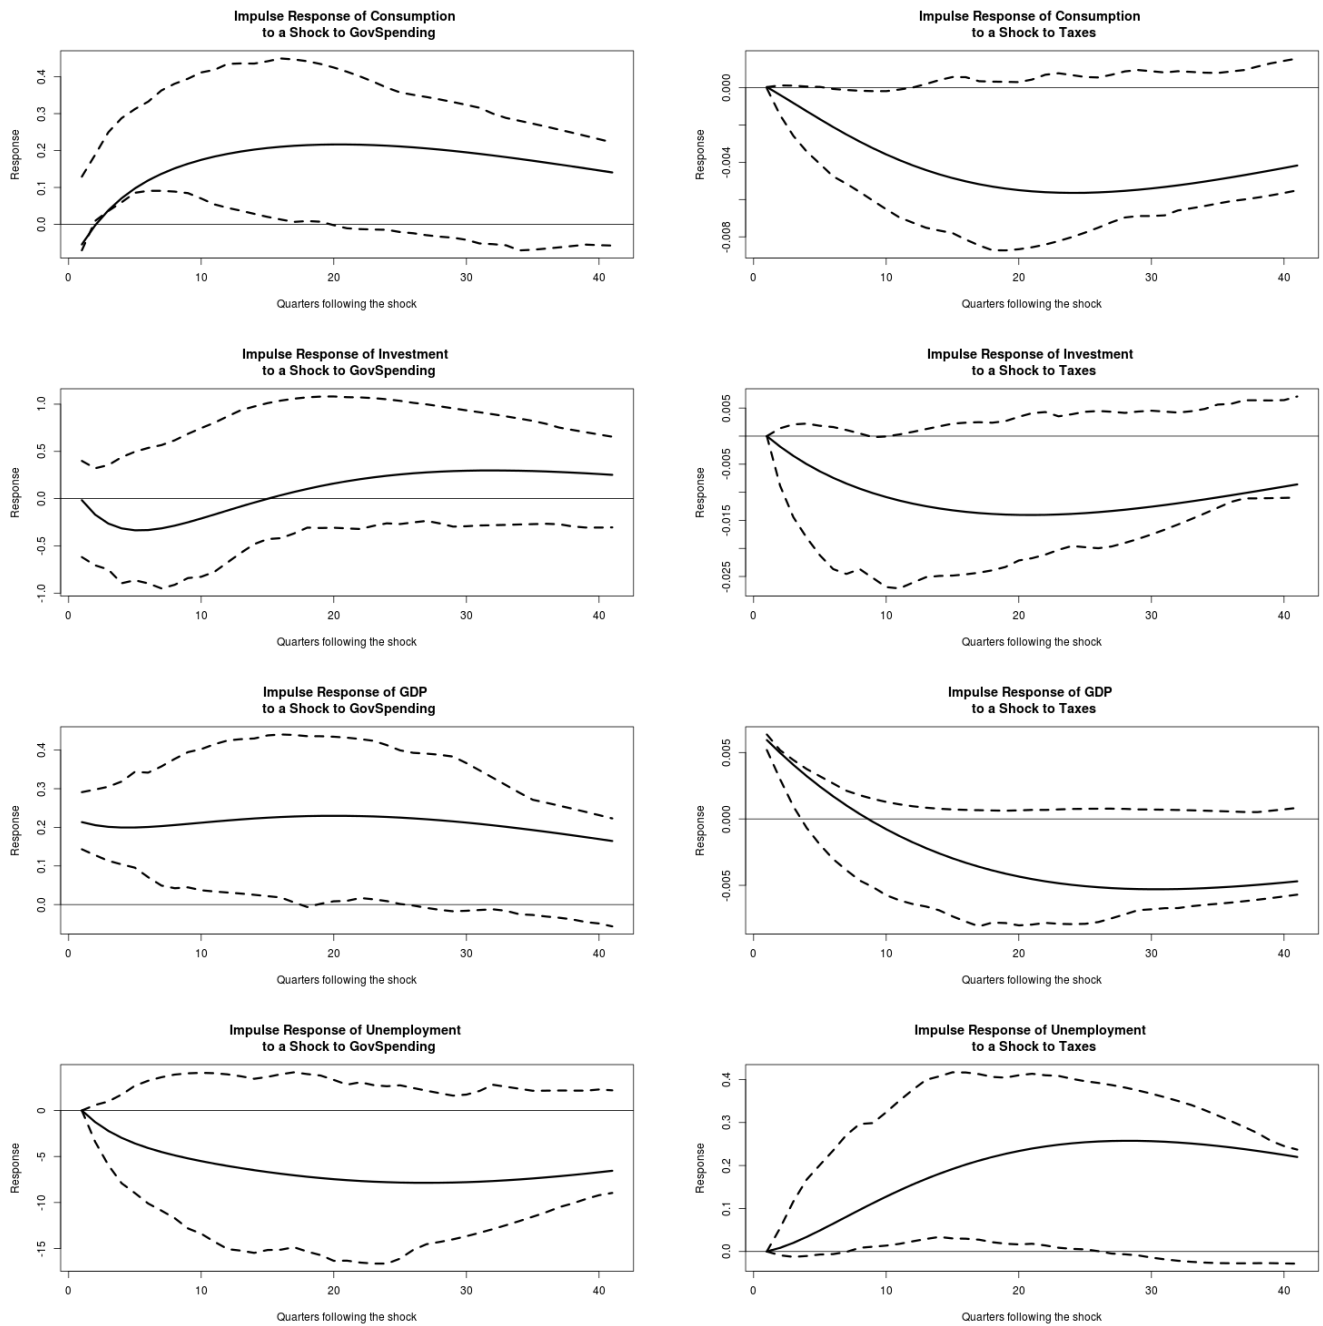 Impulse Response of Consumption
to a Shock to GovSpending
Response
0.4
0.3
0.2
0.1
0.0
0 10 20 30 40
Quarters following the shock
Impulse Response of Consumption
to a Shock to Taxes
Response
0.000
-0.004
-0.008
0 10 20 30 40
Quarters following the shock
Impulse Response of Investment
to a Shock to GovSpending
Response
1.0
0.5
0.0
-0.5
-1.0
0 10 20 30 40
Quarters following the shock
Impulse Response of Investment
to a Shock to Taxes
Response
0.005
-0.005
-0.015
-0.025
0 10 20 30 40
Quarters following the shock
Impulse Response of GDP
to a Shock to GovSpending
Response
0.4
0.3
0.2
0.1
0.0
0 10 20 30 40
Quarters following the shock
Impulse Response of GDP
to a Shock to Taxes
Response
0.005
0.000
-0.005
0 10 20 30 40
Quarters following the shock
Impulse Response of Unemployment
to a Shock to GovSpending
Response
0
-5
-10
-15
0 10 20 30 40
Quarters following the shock
Impulse Response of Unemployment
to a Shock to Taxes
Response
0.4
0.3
0.2
0.1
0.0
0 10 20 30 40
Quarters following the shock